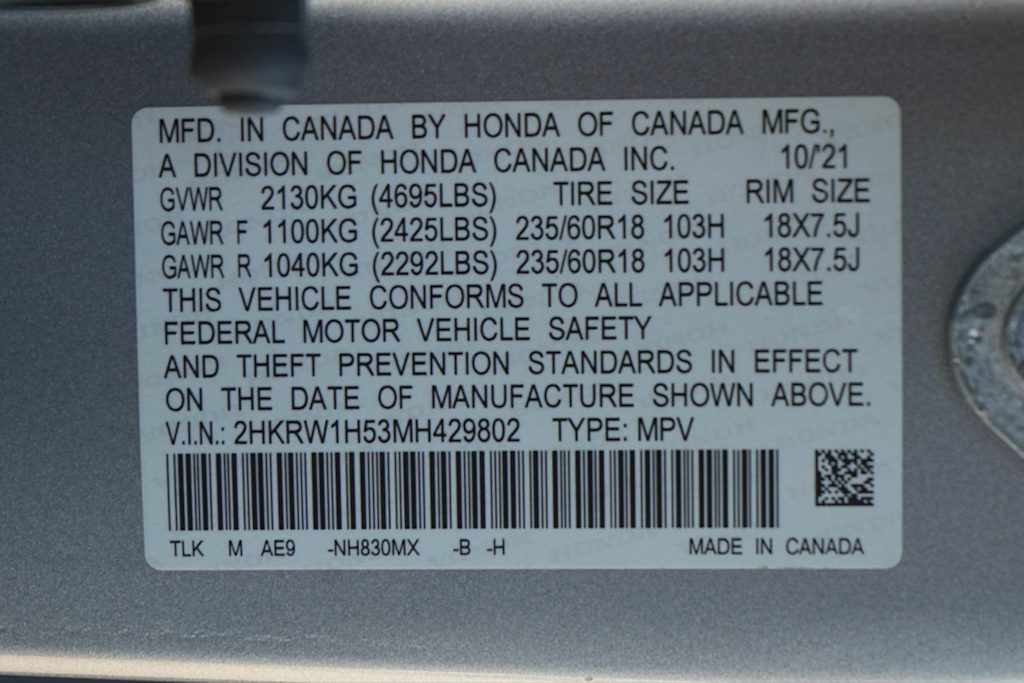 MFD. IN CANADA BY HONDA OF CANADA MFG.,
A DIVISION OF HONDA CANADA INC. 10/'21
GVWR 2130KG (4695LBS) TIRE SIZE RIM SIZE
GAWR F 1100KG (2425LBS) 235/60R18 103H 18X7.5J
GAWR R 1040KG (2292LBS) 235/60R18 103H 18X7.5J
THIS VEHICLE CONFORMS TO ALL APPLICABLE
FEDERAL MOTOR VEHICLE SAFETY
AND THEFT PREVENTION STANDARDS IN EFFECT
ON THE DATE OF MANUFACTURE SHOWN ABOVE.
V.I.N.: 2HKRW1H53MH429802 TYPE: MPV
TLK M AE9 -NH830MX -B -H MADE IN CANADA